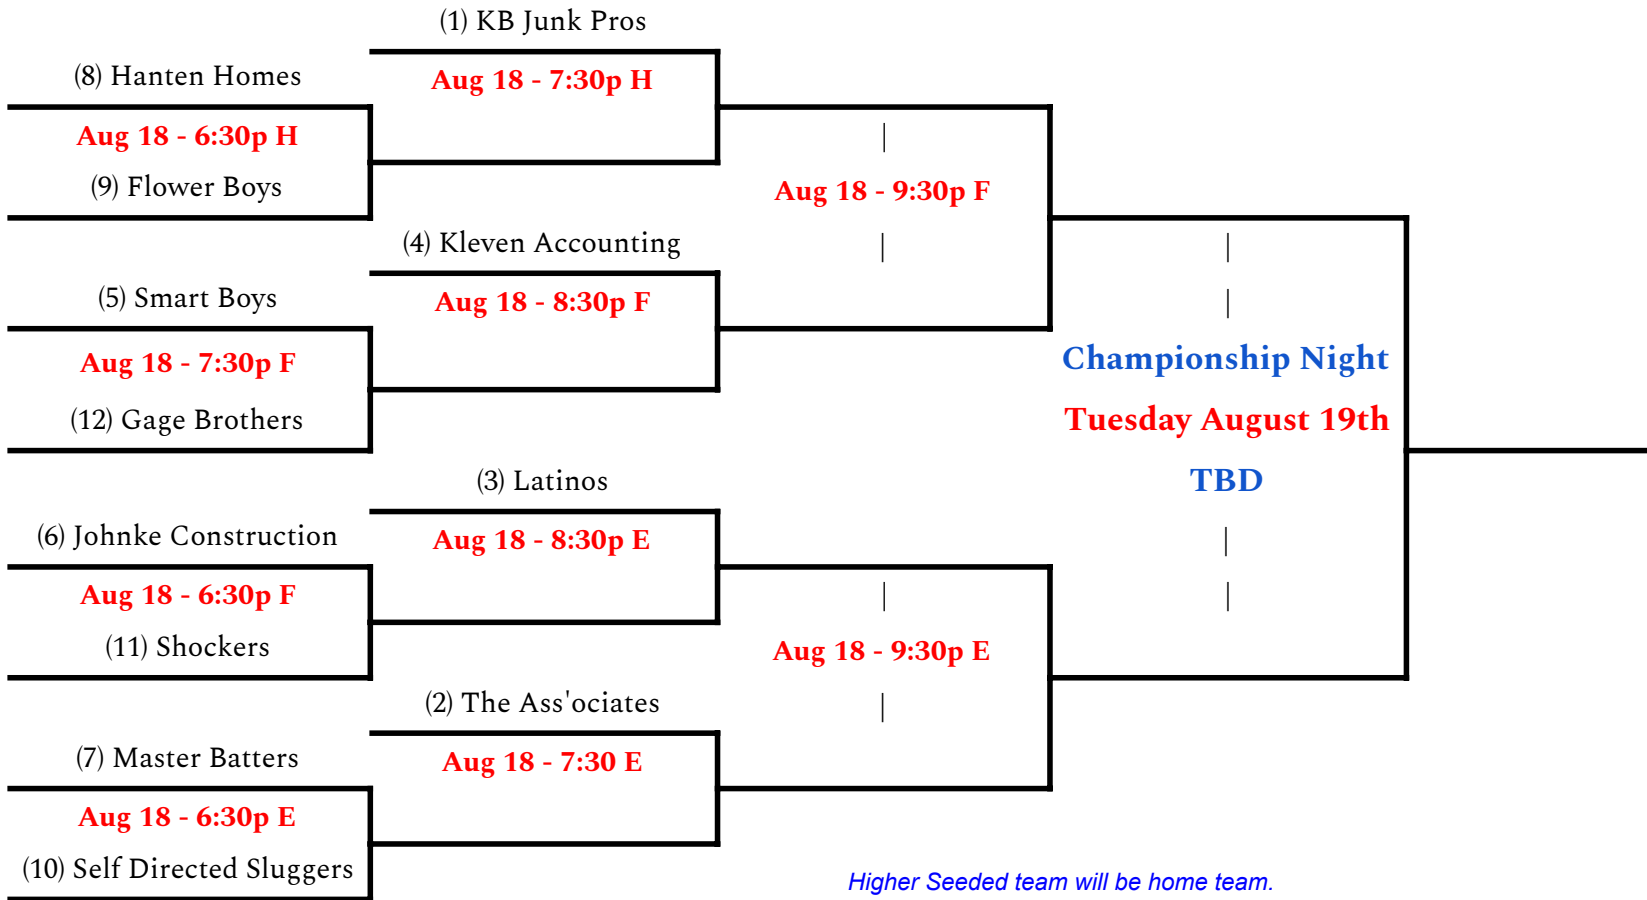 (1) KB Junk Pros
Aug 18 - 7:30p H
(8) Hanten Homes
Aug 18 - 6:30p H
(9) Flower Boys
Aug 18 - 9:30p F
(4) Kleven Accounting
Aug 18 - 8:30p F
(5) Smart Boys
Aug 18 - 7:30p F
(12) Gage Brothers
Championship Night
Tuesday August 19th
TBD
(3) Latinos
Aug 18 - 8:30p E
(6) Johnke Construction
Aug 18 - 6:30p F
(11) Shockers
Aug 18 - 9:30p E
(2) The Ass'ociates
Aug 18 - 7:30 E
(7) Master Batters
Aug 18 - 6:30p E
(10) Self Directed Sluggers
Higher Seeded team will be home team.